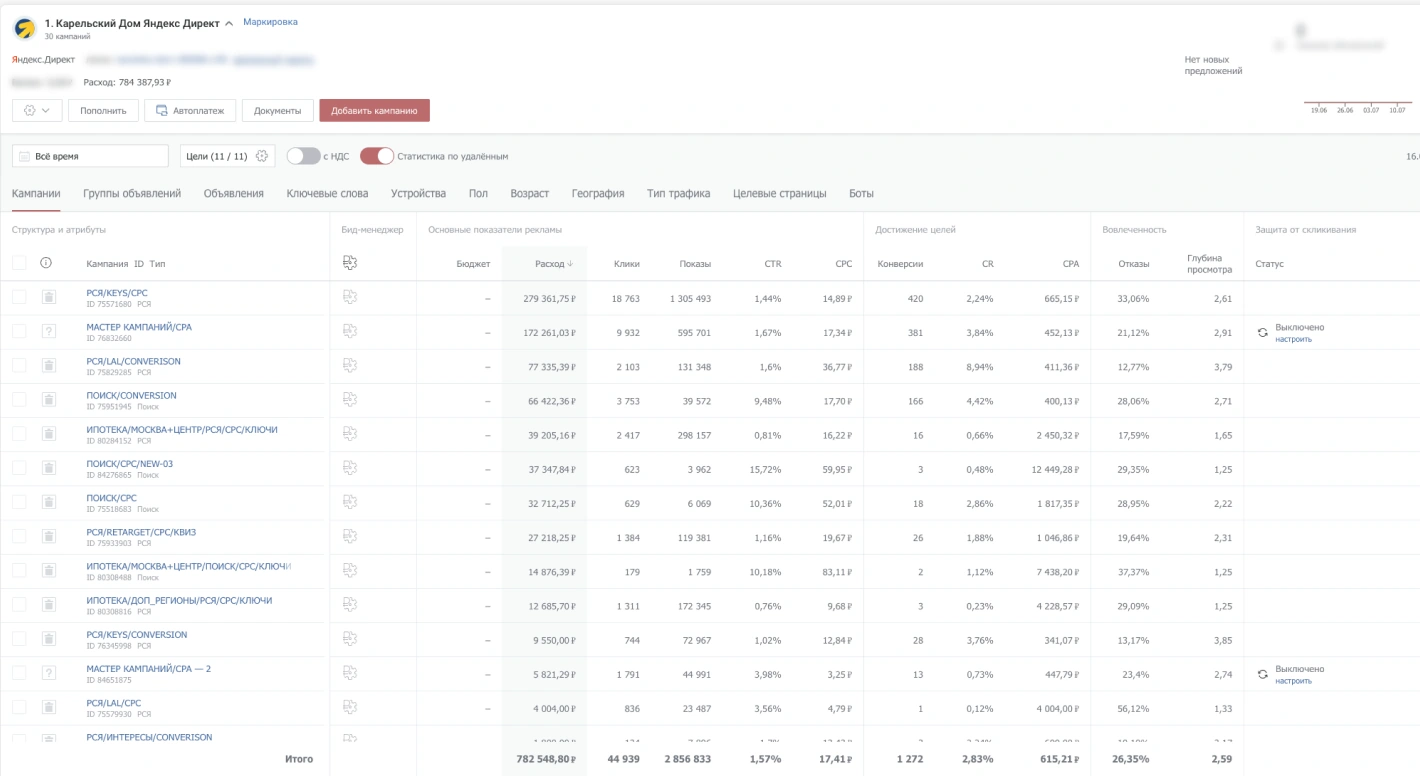 1. Карельский Дом Яндекс Директ Маркировка
30 кампаний
Яндекс.Директ
Расход: 784 387,93 ₽
Нет новых
предложений
Пополнить Автоплатеж Документы Добавить кампанию
19.06 26.06 03.07 10.07
Всё время Цели (11 / 11) с НДС Статистика по удалённым
Кампании Группы объявлений Объявления Ключевые слова Устройства Пол Возраст География Тип трафика Целевые страницы Боты
Структура и атрибуты Бид-менеджер Основные показатели рекламы Достижение целей Вовлеченность Защита от скликивания
Кампания ID Тип Бюджет Расход ↓ Клики Показы CTR CPC Конверсии CR CPA Отказы Глубина просмотра Статус
РСЯ/KEYS/CPC – 279 361,75 ₽ 18 763 1 305 493 1,44% 14,89 ₽ 420 2,24% 665,15 ₽ 33,06% 2,61
ID 75571680 РСЯ
МАСТЕР КАМПАНИЙ/CPA – 172 261,03 ₽ 9 932 595 701 1,67% 17,34 ₽ 381 3,84% 452,13 ₽ 21,12% 2,91 Выключено
ID 76832660 настроить
РСЯ/LAL/CONVERISON – 77 335,39 ₽ 2 103 131 348 1,6% 36,77 ₽ 188 8,94% 411,36 ₽ 12,77% 3,79
ID 75829285 РСЯ
ПОИСК/CONVERSION – 66 422,36 ₽ 3 753 39 572 9,48% 17,70 ₽ 166 4,42% 400,13 ₽ 28,06% 2,71
ID 75951945 Поиск
ИПОТЕКА/МОСКВА+ЦЕНТР/РСЯ/CPC/КЛЮЧИ – 39 205,16 ₽ 2 417 298 157 0,81% 16,22 ₽ 16 0,66% 2 450,32 ₽ 17,59% 1,65
ID 80284152 РСЯ
ПОИСК/CPC/NEW-03 – 37 347,84 ₽ 623 3 962 15,72% 59,95 ₽ 3 0,48% 12 449,28 ₽ 29,35% 1,25
ID 84276865 Поиск
ПОИСК/CPC – 32 712,25 ₽ 629 6 069 10,36% 52,01 ₽ 18 2,86% 1 817,35 ₽ 28,95% 2,22
ID 75518683 Поиск
РСЯ/RETARGET/CPC/КВИЗ – 27 218,25 ₽ 1 384 119 381 1,16% 19,67 ₽ 26 1,88% 1 046,86 ₽ 19,64% 2,31
ID 75933903 РСЯ
ИПОТЕКА/МОСКВА+ЦЕНТР/ПОИСК/CPC/КЛЮЧИ – 14 876,39 ₽ 179 1 759 10,18% 83,11 ₽ 2 1,12% 7 438,20 ₽ 37,37% 1,25
ID 80308488 Поиск
ИПОТЕКА/ДОП_РЕГИОНЫ/РСЯ/CPC/КЛЮЧИ – 12 685,70 ₽ 1 311 172 345 0,76% 9,68 ₽ 3 0,23% 4 228,57 ₽ 29,09% 1,25
ID 80308816 РСЯ
РСЯ/KEYS/CONVERSION – 9 550,00 ₽ 744 72 967 1,02% 12,84 ₽ 28 3,76% 341,07 ₽ 13,17% 3,85
ID 76345998 РСЯ
МАСТЕР КАМПАНИЙ/CPA — 2 – 5 821,29 ₽ 1 791 44 991 3,98% 3,25 ₽ 13 0,73% 447,79 ₽ 23,4% 2,74 Выключено
ID 84651875 настроить
РСЯ/LAL/CPC – 4 004,00 ₽ 836 23 487 3,56% 4,79 ₽ 1 0,12% 4 004,00 ₽ 56,12% 1,33
ID 75579930 РСЯ
РСЯ/ИНТЕРЕСЫ/CONVERISON
Итого 782 548,80 ₽ 44 939 2 856 833 1,57% 17,41 ₽ 1 272 2,83% 615,21 ₽ 26,35% 2,59